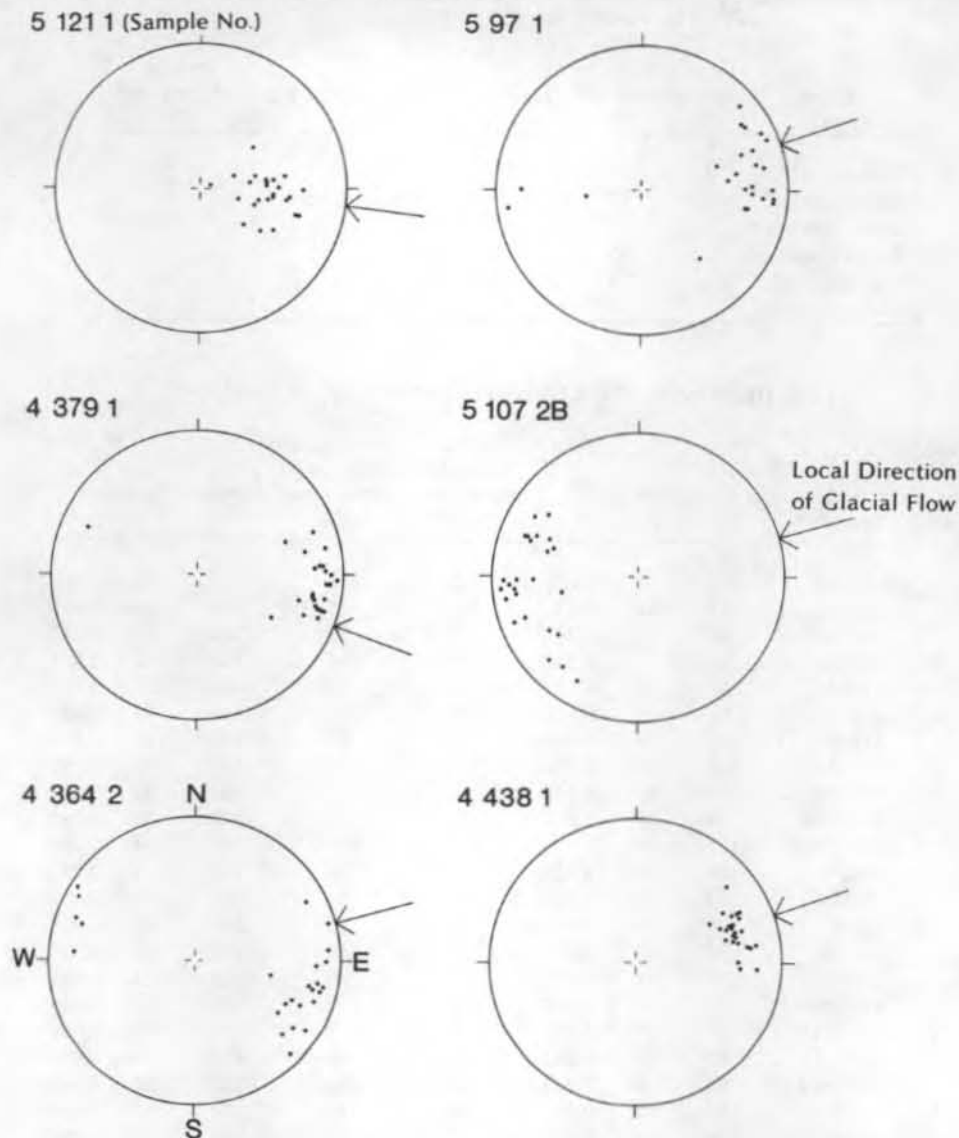 5 121 1 (Sample No.)
5 97 1
4 379 1
5 107 2B
Local Direction
of Glacial Flow
4 364 2
N
4 438 1
W
E
S